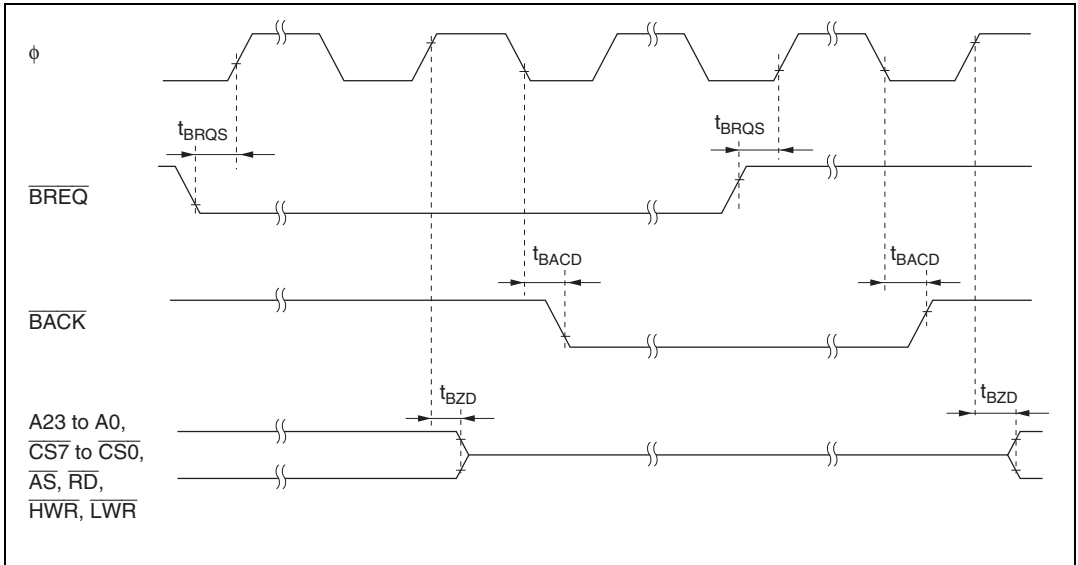 ϕ
tBRQS
tBRQS
BREQ
tBACD
tBACD
BACK
tBZD
tBZD
A23 to A0,
CS7 to CS0,
AS, RD,
HWR, LWR